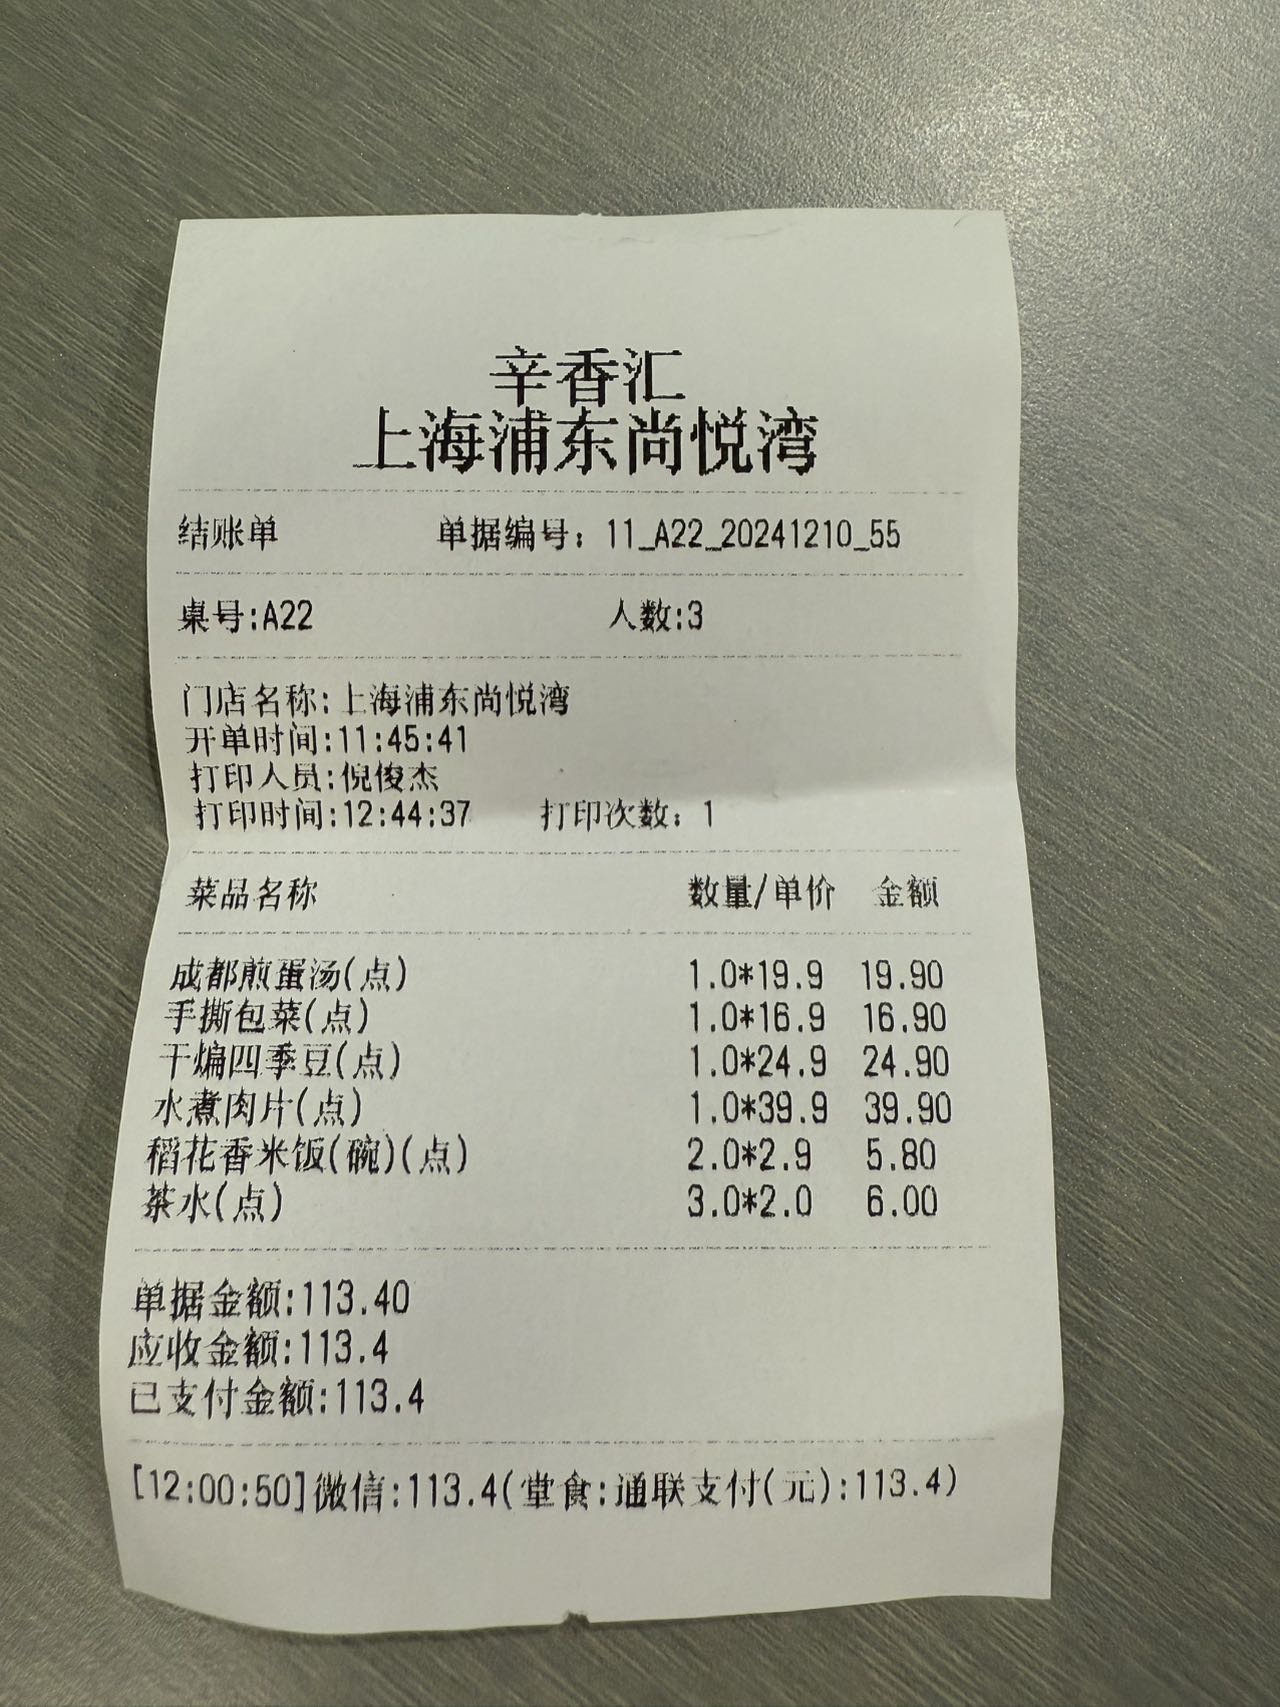 辛香汇
上海浦东尚悦湾
结账单 单据编号：11_A22_20241210_55
桌号:A22 人数:3
门店名称:上海浦东尚悦湾
开单时间:11:45:41
打印人员:倪俊杰
打印时间:12:44:37 打印次数：1
菜品名称 数量/单价 金额
成都煎蛋汤(点) 1.0*19.9 19.90
手撕包菜(点) 1.0*16.9 16.90
干煸四季豆(点) 1.0*24.9 24.90
水煮肉片(点) 1.0*39.9 39.90
稻花香米饭(碗)(点) 2.0*2.9 5.80
茶水(点) 3.0*2.0 6.00
单据金额:113.40
应收金额:113.4
已支付金额:113.4
[12:00:50]微信:113.4(堂食:通联支付(元):113.4)